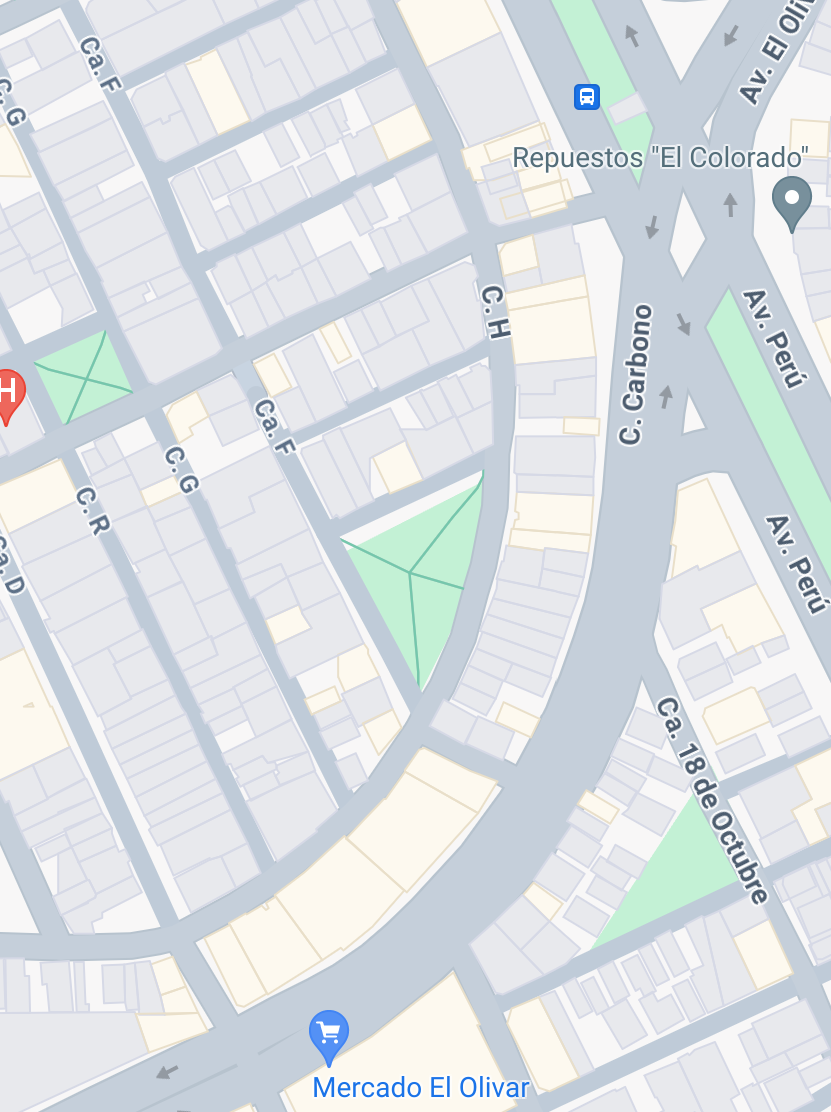 Ca. F
C. G
Av. El Oliv
Repuestos "El Colorado"
C. H
Av. Perú
C. Carbono
H
Ca. F
C. G
C. R
Ca. D
Av. Perú
Ca. 18 de Octubre
Mercado El Olivar